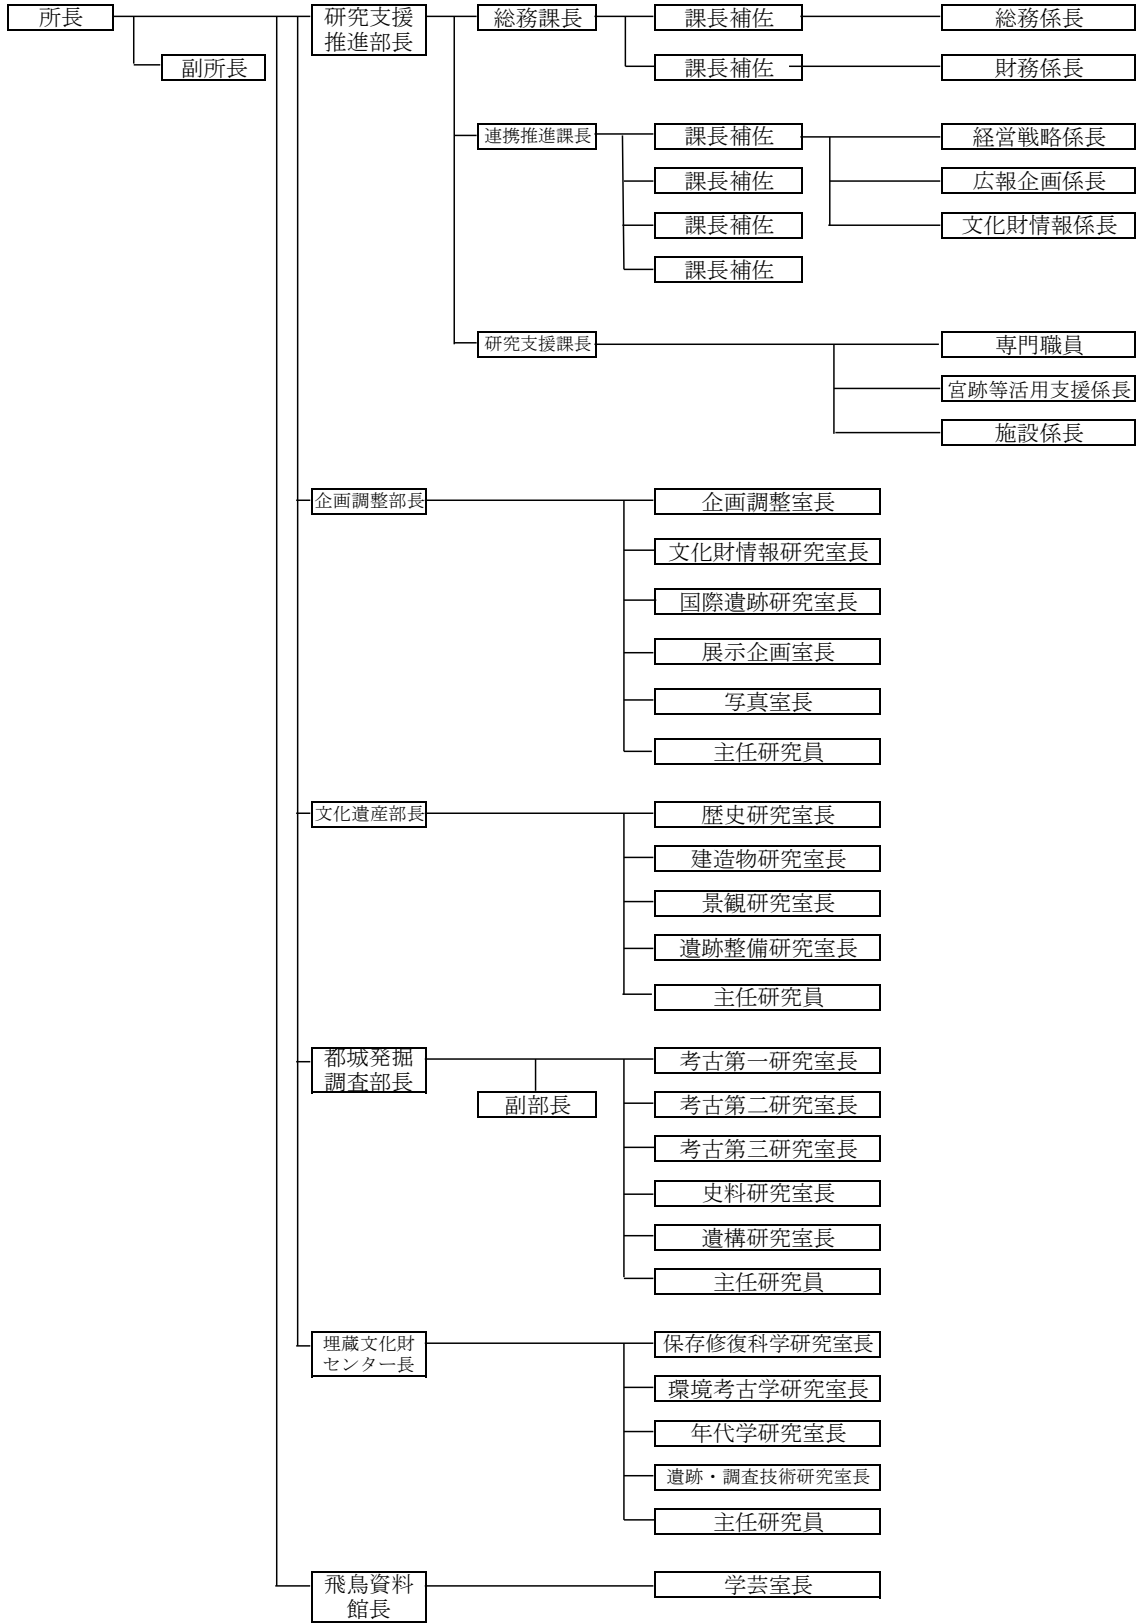 所長
副所長
研究支援
推進部長
総務課長
課長補佐
総務係長
課長補佐
財務係長
連携推進課長
課長補佐
経営戦略係長
課長補佐
広報企画係長
課長補佐
文化財情報係長
課長補佐
研究支援課長
専門職員
宮跡等活用支援係長
施設係長
企画調整部長
企画調整室長
文化財情報研究室長
国際遺跡研究室長
展示企画室長
写真室長
主任研究員
文化遺産部長
歴史研究室長
建造物研究室長
景観研究室長
遺跡整備研究室長
主任研究員
都城発掘
調査部長
副部長
考古第一研究室長
考古第二研究室長
考古第三研究室長
史料研究室長
遺構研究室長
主任研究員
埋蔵文化財
センター長
保存修復科学研究室長
環境考古学研究室長
年代学研究室長
遺跡・調査技術研究室長
主任研究員
飛鳥資料
館長
学芸室長